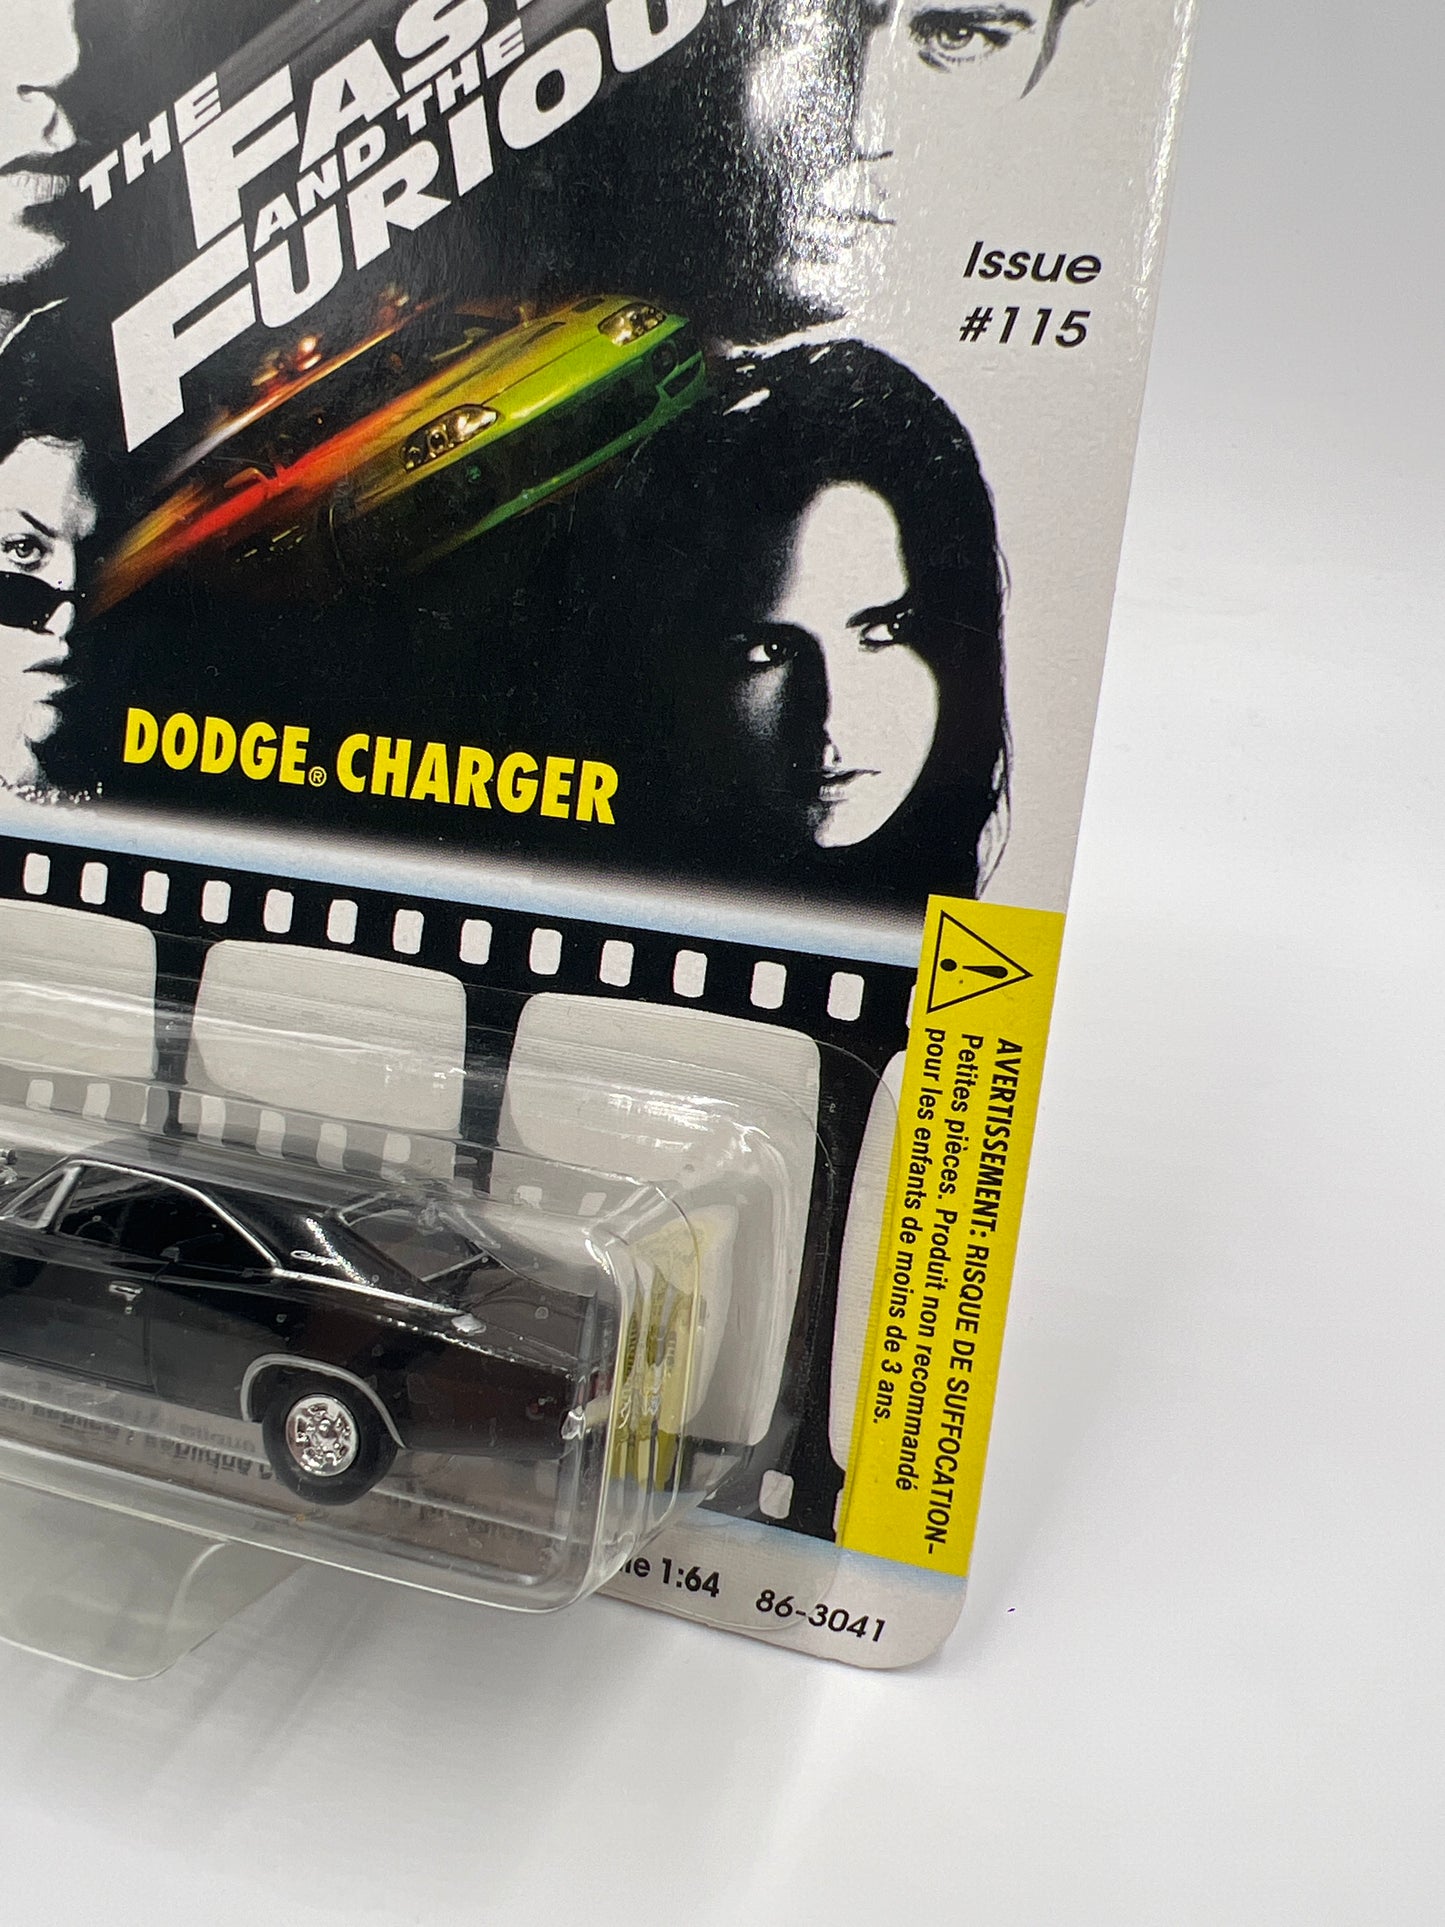 THE
FAST
AND THE
FURIOUS
Issue
#115
DODGE® CHARGER
AVERTISSEMENT: RISQUE DE SUFFOCATION-
Petites pièces. Produit non recommandé
pour les enfants de moins de 3 ans.
Charger
1:64 86-3041